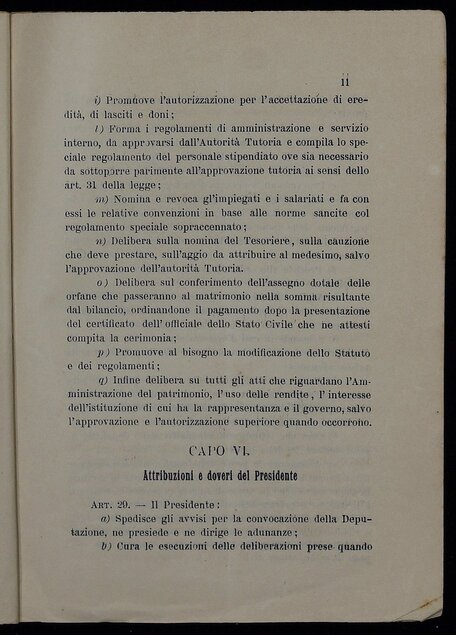 11
i) Promuove l'autorizzazione per l'accettazione di ere-
dità, di lasciti e doni;
l) Forma i regolamenti di amministrazione e servizio
interno, da approvarsi dall'Autorità Tutoria e compila lo spe-
ciale regolamento del personale stipendiato ove sia necessario
da sottoporre parimente all'approvazione tutoria ai sensi dello
art. 31 della legge;
m) Nomina e revoca gl'impiegati e i salariati e fa con
essi le relative convenzioni in base alle norme sancite col
regolamento speciale sopraccennato;
n) Delibera sulla nomina del Tesoriere, sulla cauzione
che deve prestare, sull'aggio da attribuire al medesimo, salvo
l'approvazione dell'autorità Tutoria.
o) Delibera sul conferimento dell'assegno dotale delle
orfane che passeranno al matrimonio nella somma risultante
dal bilancio, ordinandone il pagamento dopo la presentazione
del certificato dell'officiale dello Stato Civile che ne attesti
compita la cerimonia;
p) Promuove al bisogno la modificazione dello Statuto
e dei regolamenti;
q) Infine delibera su tutti gli atti che riguardano l'Am-
ministrazione del patrimonio, l'uso delle rendite, l'interesse
dell'istituzione di cui ha la rappresentanza e il governo, salvo
l'approvazione e l'autorizzazione superiore quando occorrono.
CAPO VI.
Attribuzioni e doveri del Presidente
ART. 29. — Il Presidente:
a) Spedisce gli avvisi per la convocazione della Depu-
tazione, ne presiede e ne dirige le adunanze;
b) Cura le esecuzioni delle deliberazioni prese quando